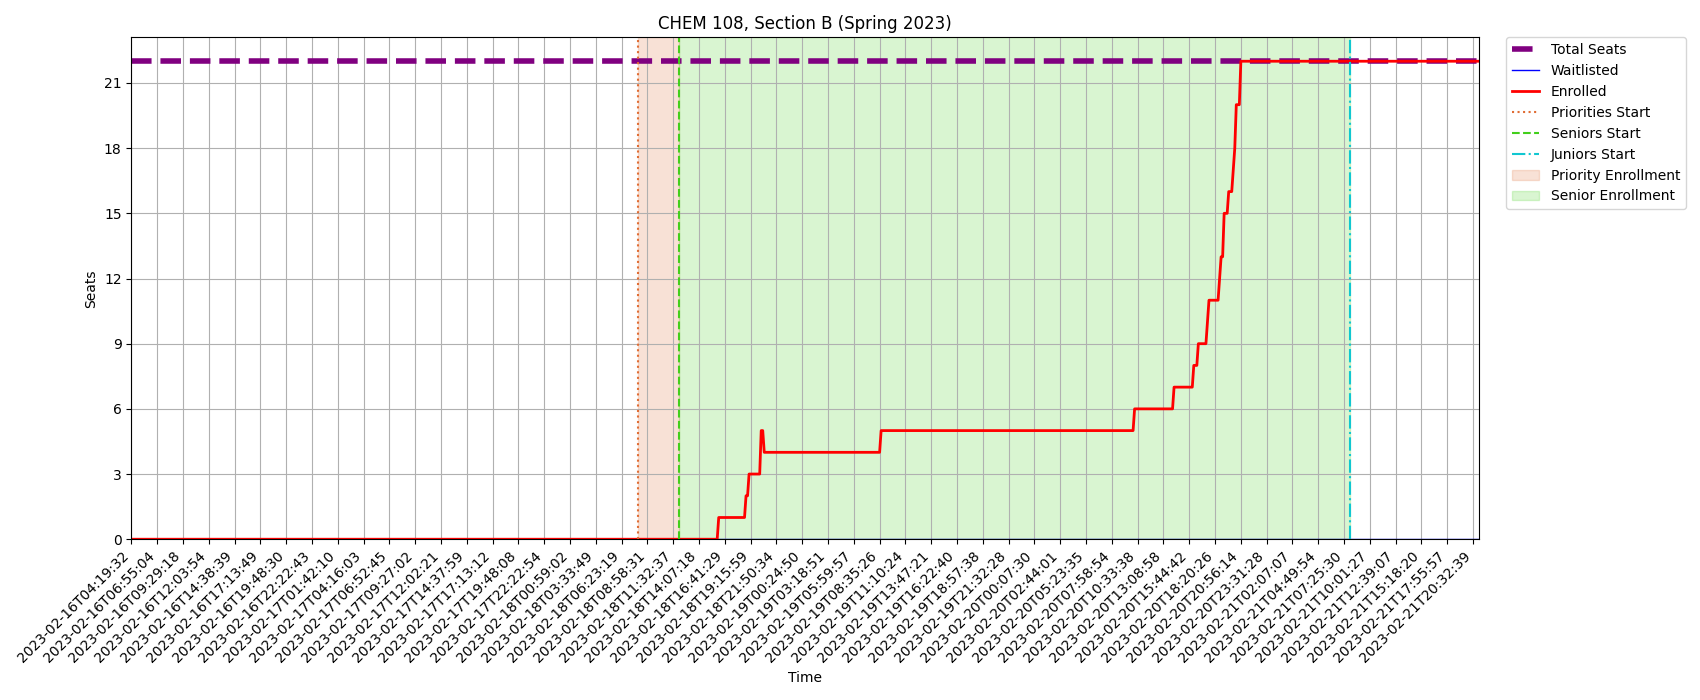 CHEM 108, Section B (Spring 2023)
Total Seats
Waitlisted
Enrolled
Priorities Start
Seniors Start
Juniors Start
Priority Enrollment
Senior Enrollment
Seats
21
18
15
12
9
6
3
0
2023-02-16T04:19:32
2023-02-16T06:55:04
2023-02-16T09:29:18
2023-02-16T12:03:54
2023-02-16T14:38:39
2023-02-16T17:13:49
2023-02-16T19:48:30
2023-02-16T22:22:43
2023-02-17T01:42:10
2023-02-17T04:16:03
2023-02-17T06:52:45
2023-02-17T09:27:02
2023-02-17T12:02:21
2023-02-17T14:37:59
2023-02-17T17:13:12
2023-02-17T19:48:08
2023-02-17T22:22:54
2023-02-18T00:59:02
2023-02-18T03:33:49
2023-02-18T06:23:19
2023-02-18T08:58:31
2023-02-18T11:32:37
2023-02-18T14:07:18
2023-02-18T16:41:29
2023-02-18T19:15:59
2023-02-18T21:50:34
2023-02-19T00:24:50
2023-02-19T03:18:51
2023-02-19T05:59:57
2023-02-19T08:35:26
2023-02-19T11:10:24
2023-02-19T13:47:21
2023-02-19T16:22:40
2023-02-19T18:57:38
2023-02-19T21:32:28
2023-02-20T00:07:30
2023-02-20T02:44:01
2023-02-20T05:23:35
2023-02-20T07:58:54
2023-02-20T10:33:38
2023-02-20T13:08:58
2023-02-20T15:44:42
2023-02-20T18:20:26
2023-02-20T20:56:14
2023-02-20T23:31:28
2023-02-21T02:07:07
2023-02-21T04:49:54
2023-02-21T07:25:30
2023-02-21T10:01:27
2023-02-21T12:39:07
2023-02-21T15:18:20
2023-02-21T17:55:57
2023-02-21T20:32:39
Time